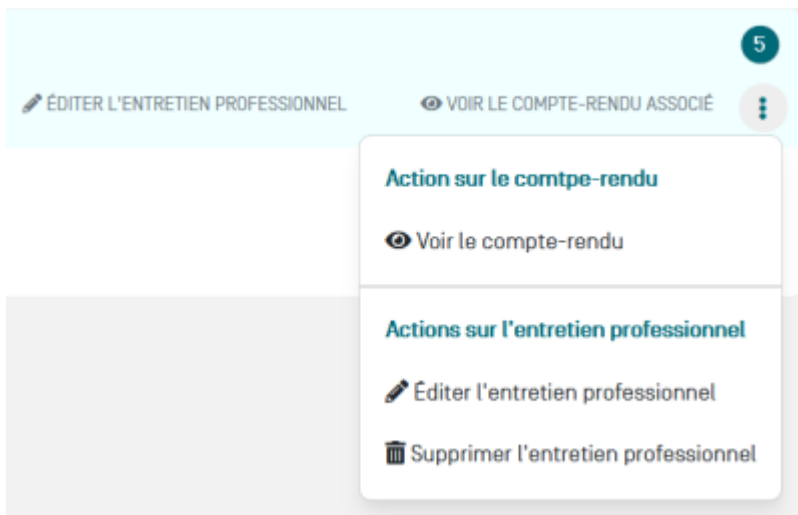 5
ÉDITER L'ENTRETIEN PROFESSIONNEL VOIR LE COMPTE-RENDU ASSOCIÉ
Action sur le comtpe-rendu
Voir le compte-rendu
Actions sur l'entretien professionnel
Éditer l'entretien professionnel
Supprimer l'entretien professionnel